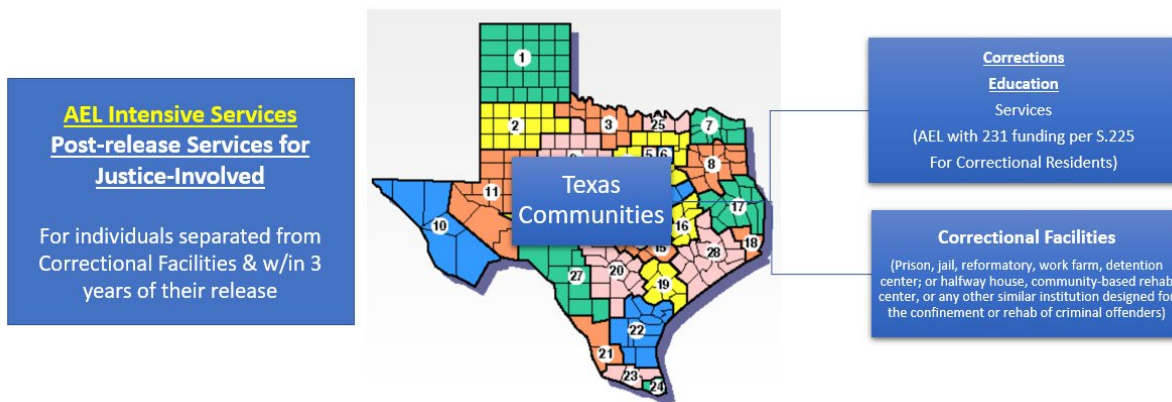 AEL Intensive Services
Post-release Services for
Justice-Involved
For individuals separated from
Correctional Facilities & w/in 3
years of their release
1
2
3
25
7
5
6
8
11
10
17
16
15
18
28
20
27
19
22
21
23
24
Texas
Communities
Corrections
Education
Services
(AEL with 231 funding per S.225
For Correctional Residents)
Correctional Facilities
(Prison, jail, reformatory, work farm, detention
center; or halfway house, community-based rehab
center, or any other similar institution designed for
the confinement or rehab of criminal offenders)